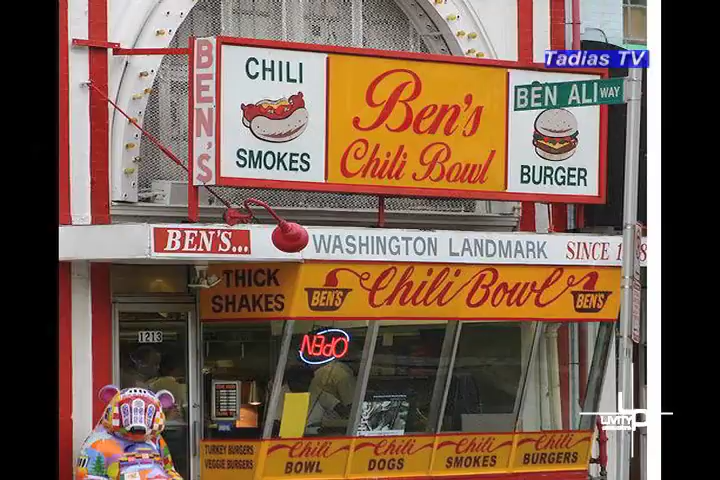 Tadias TV
BEN'S
CHILI
SMOKES
Ben's
Chili Bowl
BURGER
BEN ALI WAY
BEN'S...
WASHINGTON LANDMARK
THICK
SHAKES
BEN'S
Chili Bowl
BEN'S
1213
OPEN
TURKEY BURGERS
VEGGIE BURGERS
Chili
BOWL
Chili
DOGS
Chili
SMOKES
Chili
BURGERS
LMTV